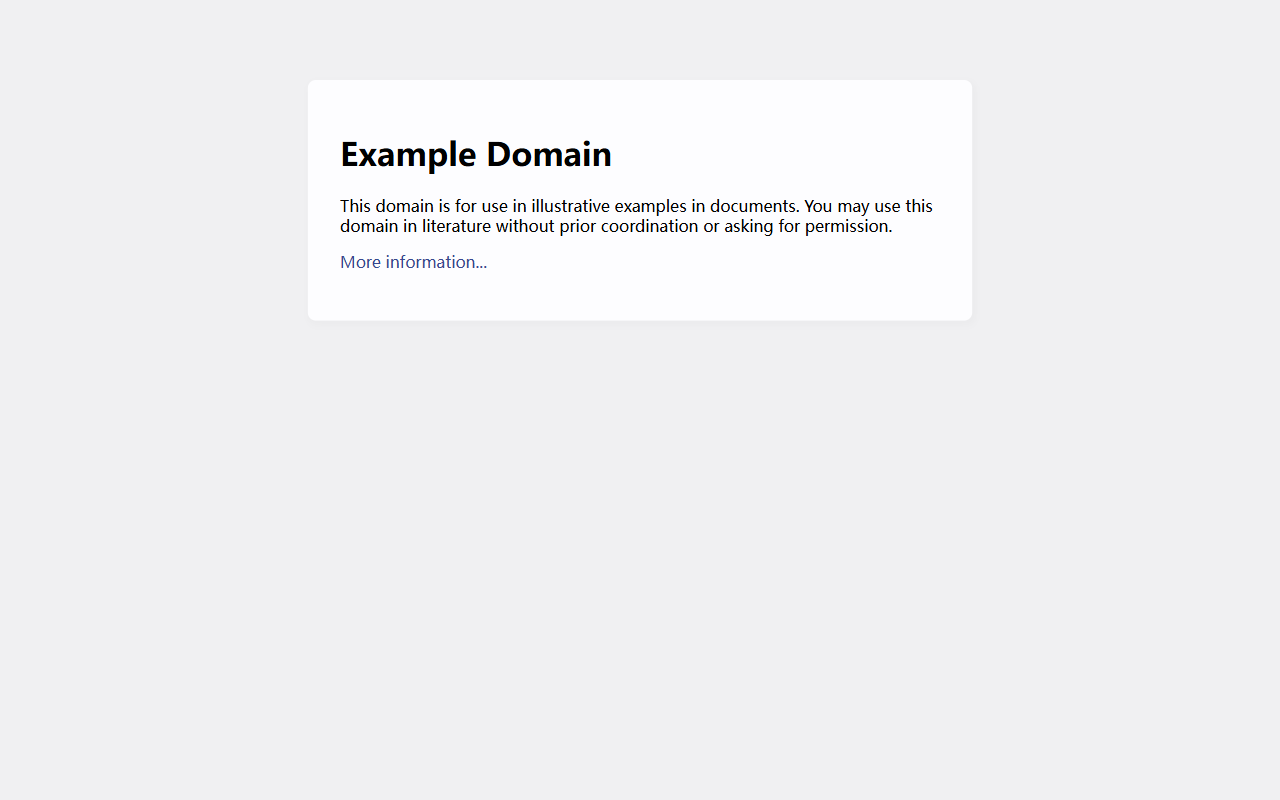 Example Domain
This domain is for use in illustrative examples in documents. You may use this
domain in literature without prior coordination or asking for permission.
More information...